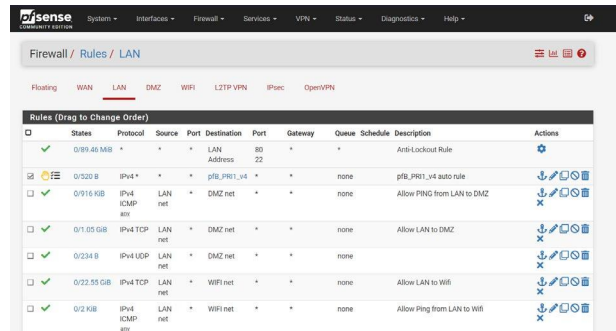 pfsense
COMMUNITY EDITION
System Interfaces Firewall Services VPN Status Diagnostics Help
Firewall / Rules / LAN
Floating WAN LAN DMZ WIFI L2TP VPN IPsec OpenVPN
Rules (Drag to Change Order)
States Protocol Source Port Destination Port Gateway Queue Schedule Description Actions
0/89.46 MiB * * * LAN Address 80 22 * * Anti-Lockout Rule
0/520 B IPv4 * * * pfB_PRI1_v4 * * none pfB_PRI1_v4 auto rule
0/916 KiB IPv4 ICMP any LAN net * DMZ net * * none Allow PING from LAN to DMZ
0/1.05 GiB IPv4 TCP LAN net * DMZ net * * none Allow LAN to DMZ
0/234 B IPv4 UDP LAN net * DMZ net * * none
0/22.55 GiB IPv4 TCP LAN net * WIFI net * * none Allow LAN to Wifi
0/2 KiB IPv4 ICMP any LAN net * WIFI net * * none Allow Ping from LAN to Wifi